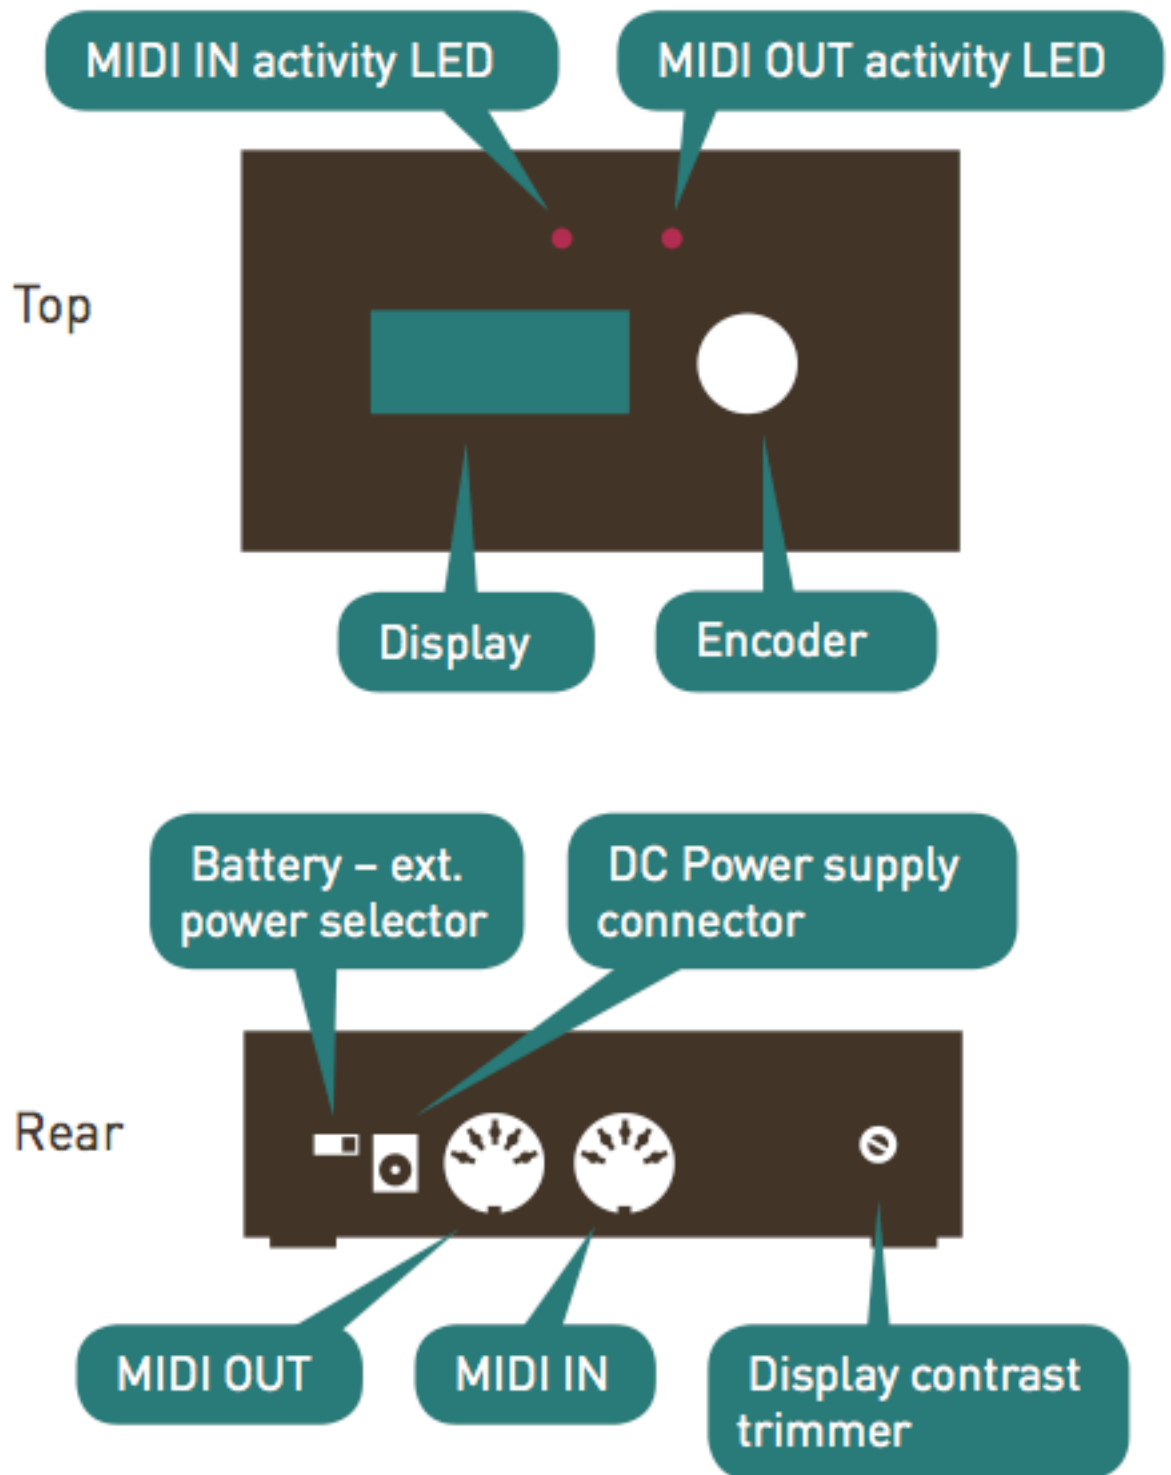 MIDI IN activity LED
MIDI OUT activity LED
Top
Display
Encoder
Battery – ext.
power selector
DC Power supply
connector
Rear
MIDI OUT
MIDI IN
Display contrast
trimmer